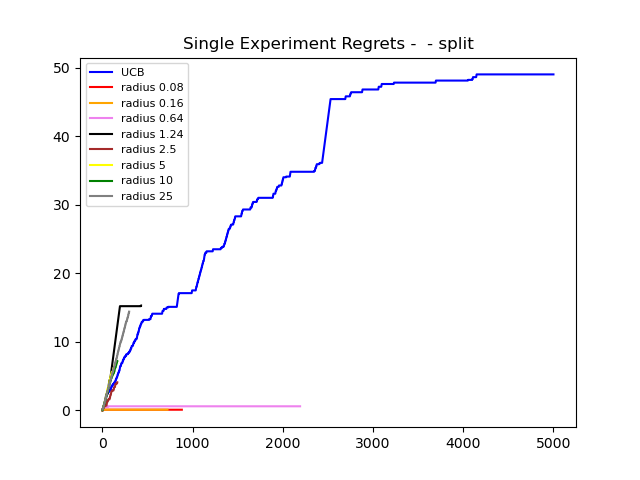 Single Experiment Regrets -  - split
50
40
30
20
10
0
UCB
radius 0.08
radius 0.16
radius 0.64
radius 1.24
radius 2.5
radius 5
radius 10
radius 25
0 1000 2000 3000 4000 5000